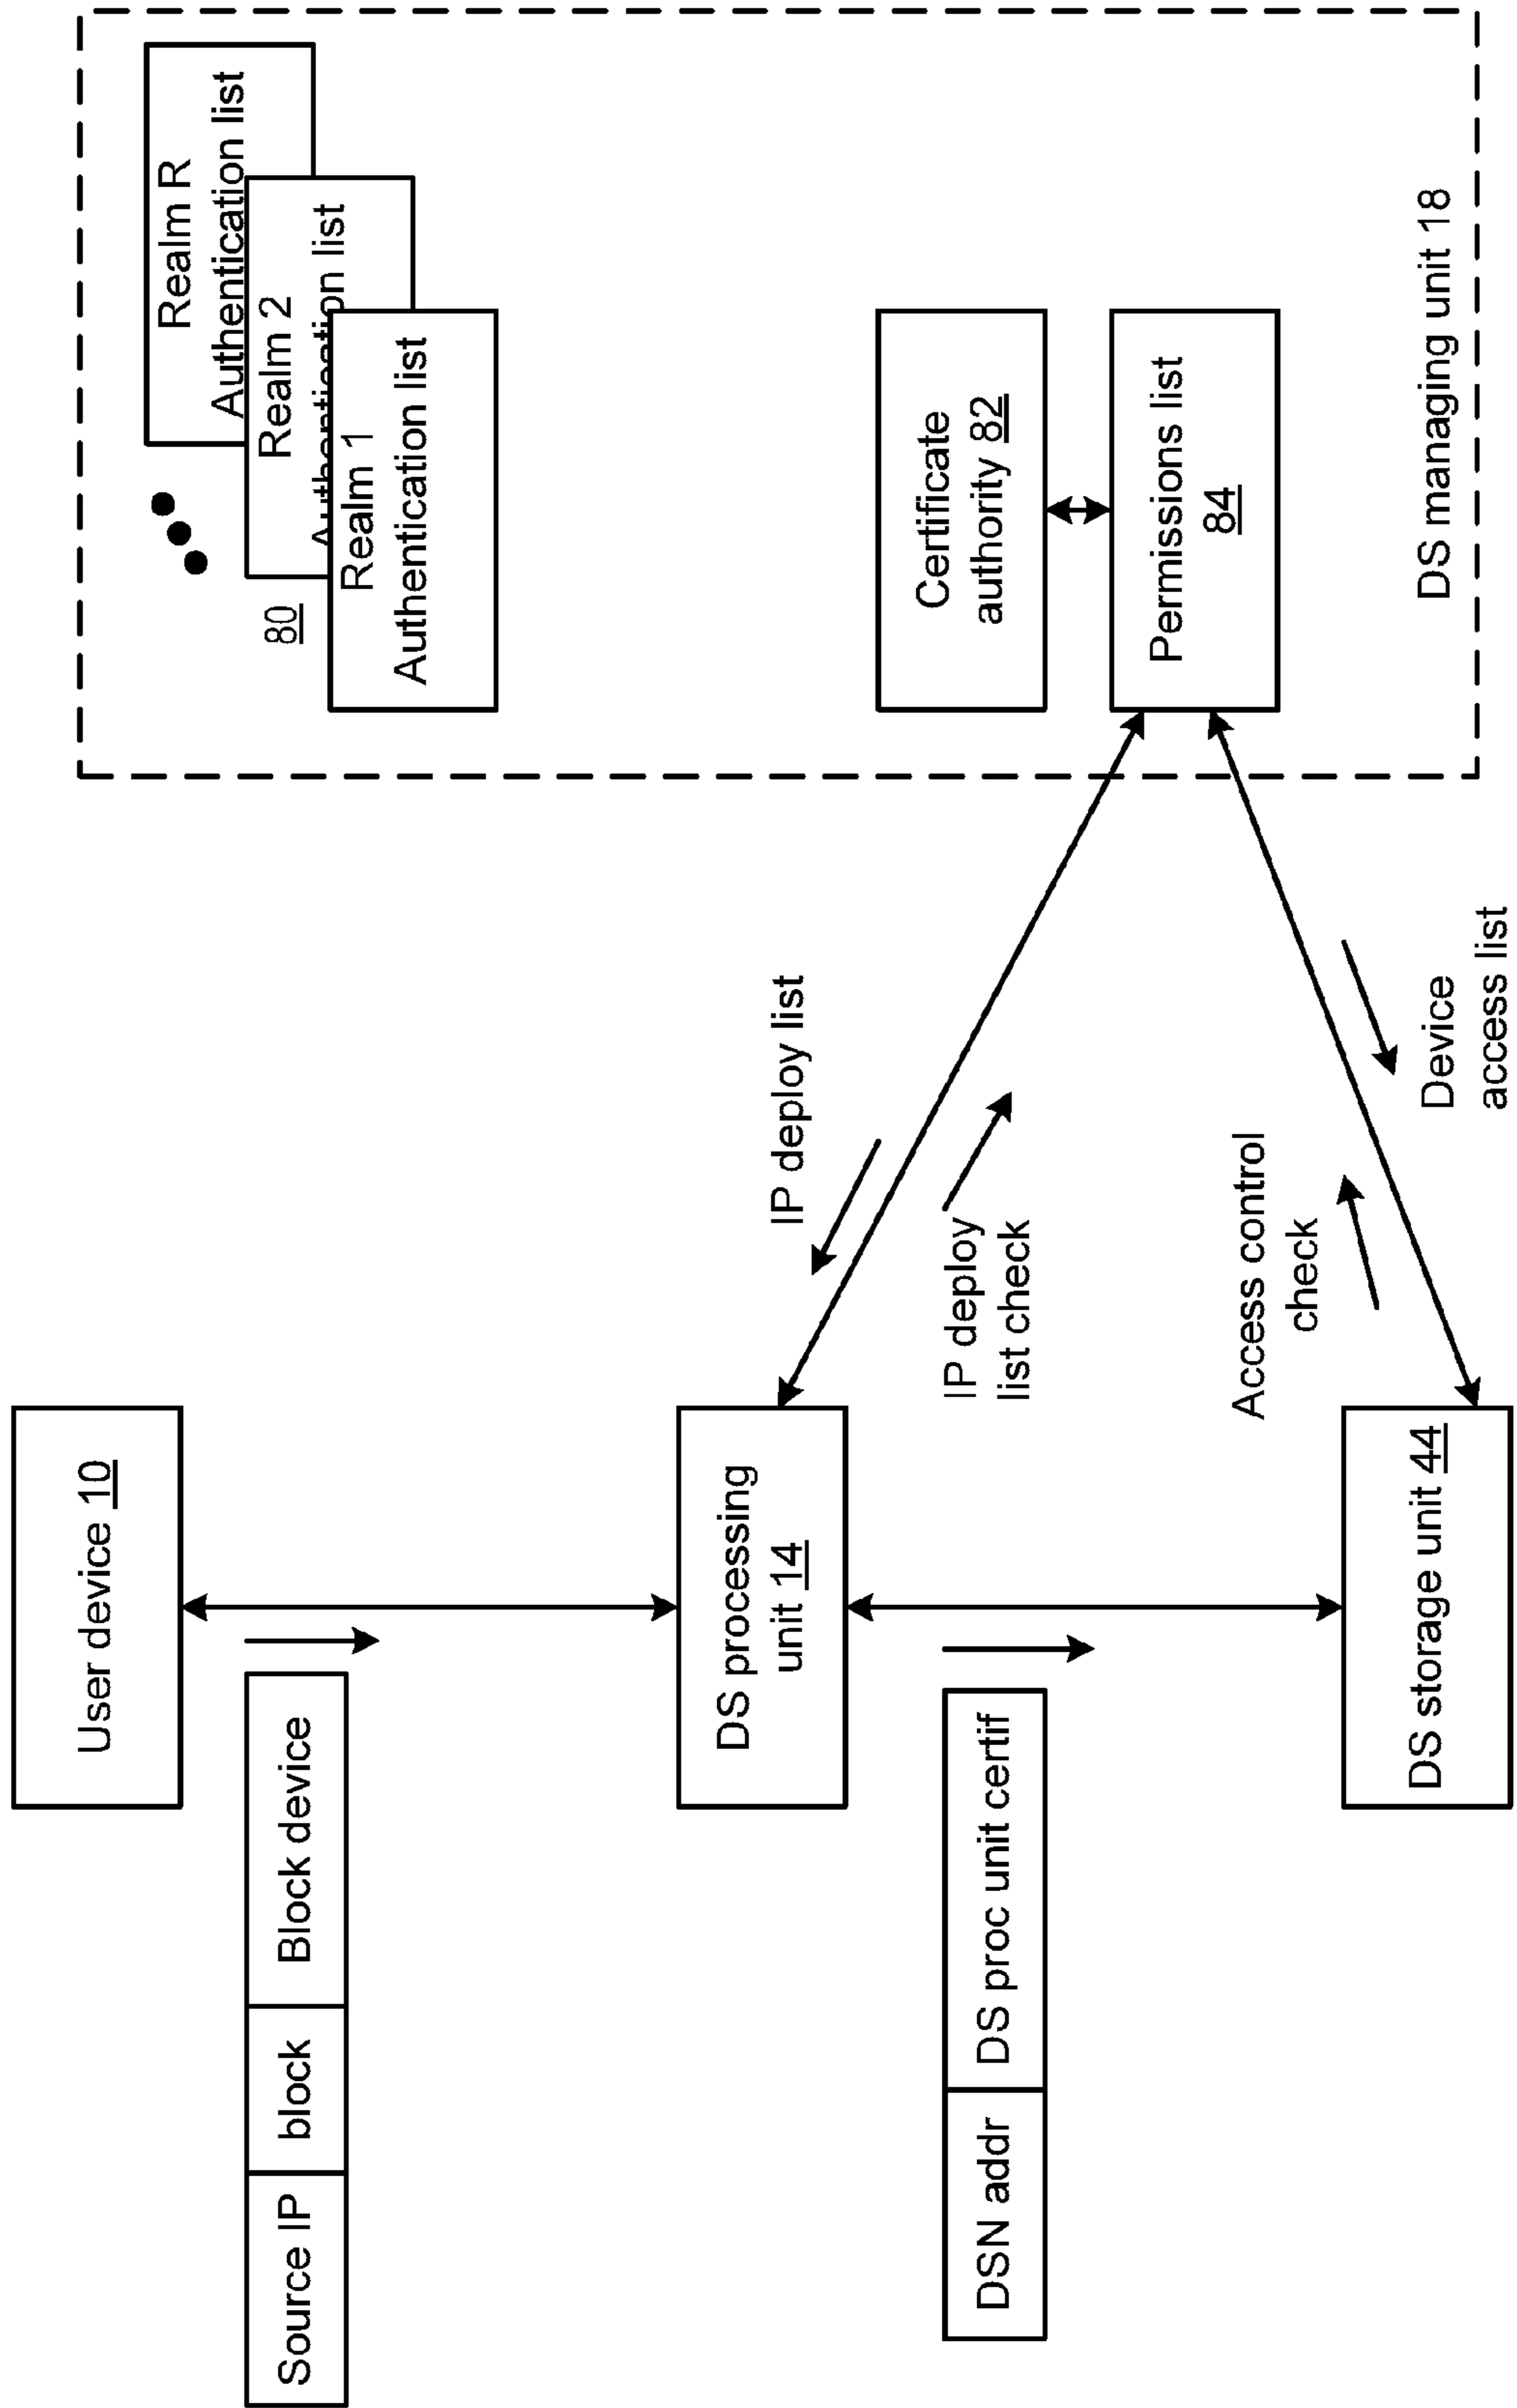 User device 10
Source IP
block
Block device
DS processing
unit 14
DSN addr
DS proc unit certif
DS storage unit 44
IP deploy list
IP deploy
list check
Access control
check
Device
access list
Realm R
Authentication list
Realm 2
Authentication list
Realm 1
Authentication list
80
Certificate
authority 82
Permissions list
84
DS managing unit 18